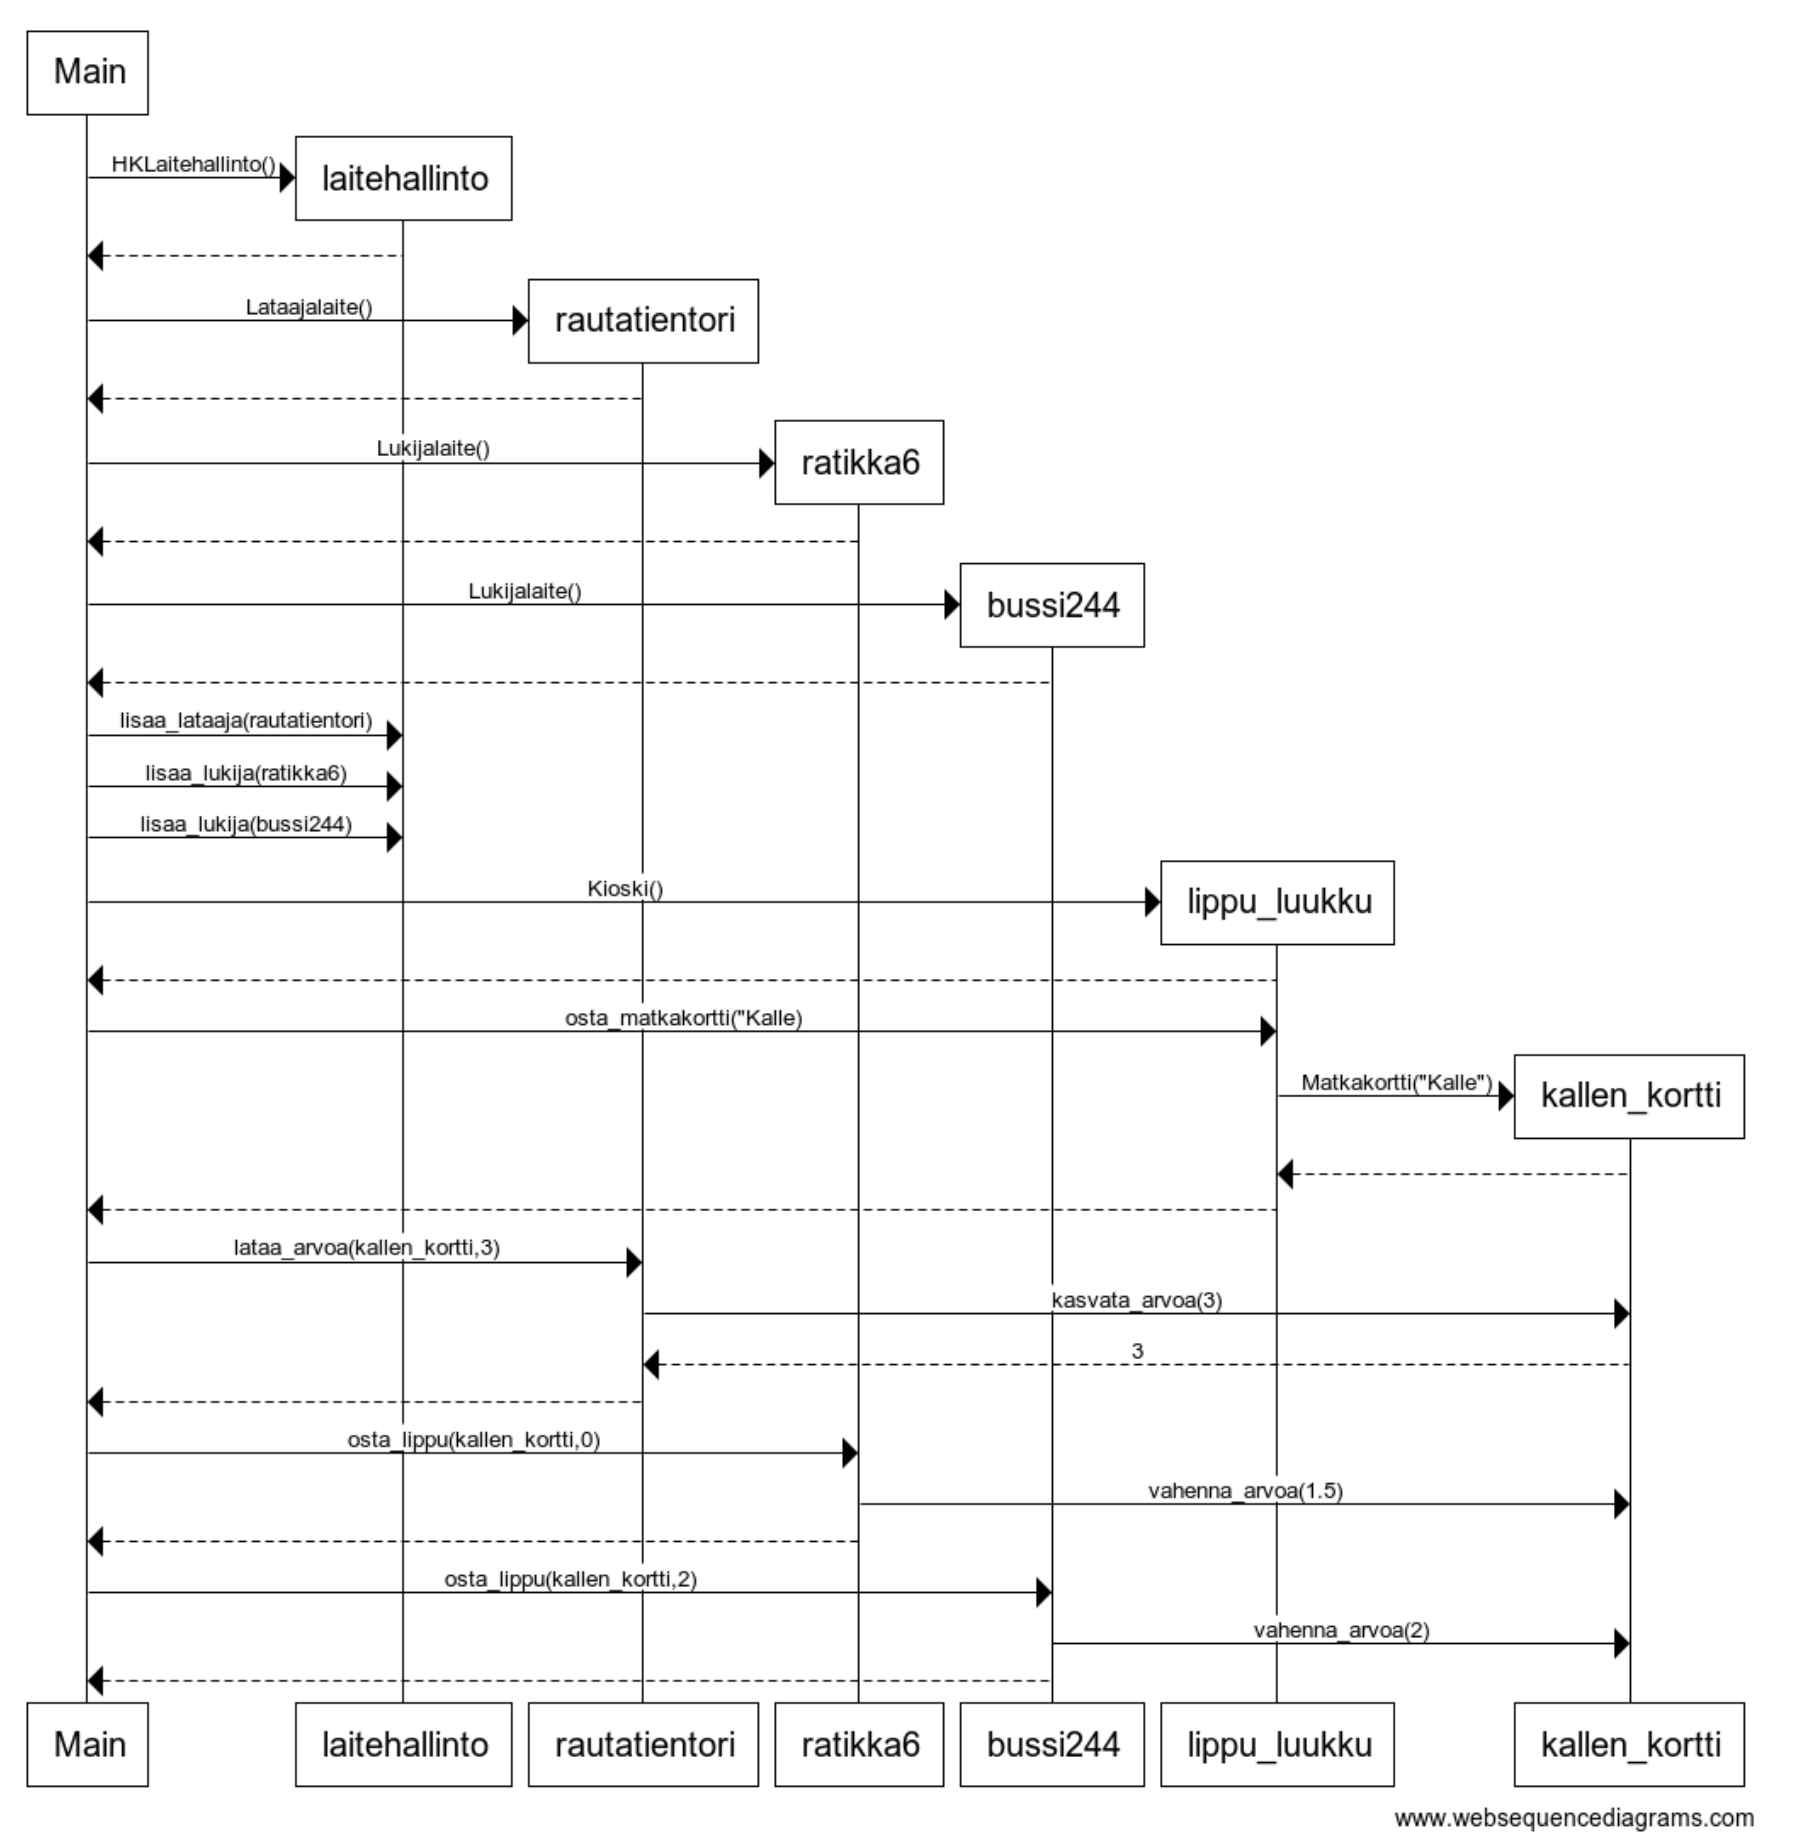 Main
HKLaitehallinto()
laitehallinto
Lataajalaite()
rautatientori
Lukijalaite()
ratikka6
Lukijalaite()
bussi244
lisaa_lataaja(rautatientori)
lisaa_lukija(ratikka6)
lisaa_lukija(bussi244)
Kioski()
lippu_luukku
osta_matkakortti("Kalle)
Matkakortti("Kalle")
kallen_kortti
lataa_arvoa(kallen_kortti,3)
kasvata_arvoa(3)
3
osta_lippu(kallen_kortti,0)
vahenna_arvoa(1.5)
osta_lippu(kallen_kortti,2)
vahenna_arvoa(2)
Main
laitehallinto
rautatientori
ratikka6
bussi244
lippu_luukku
kallen_kortti
www.websequencediagrams.com